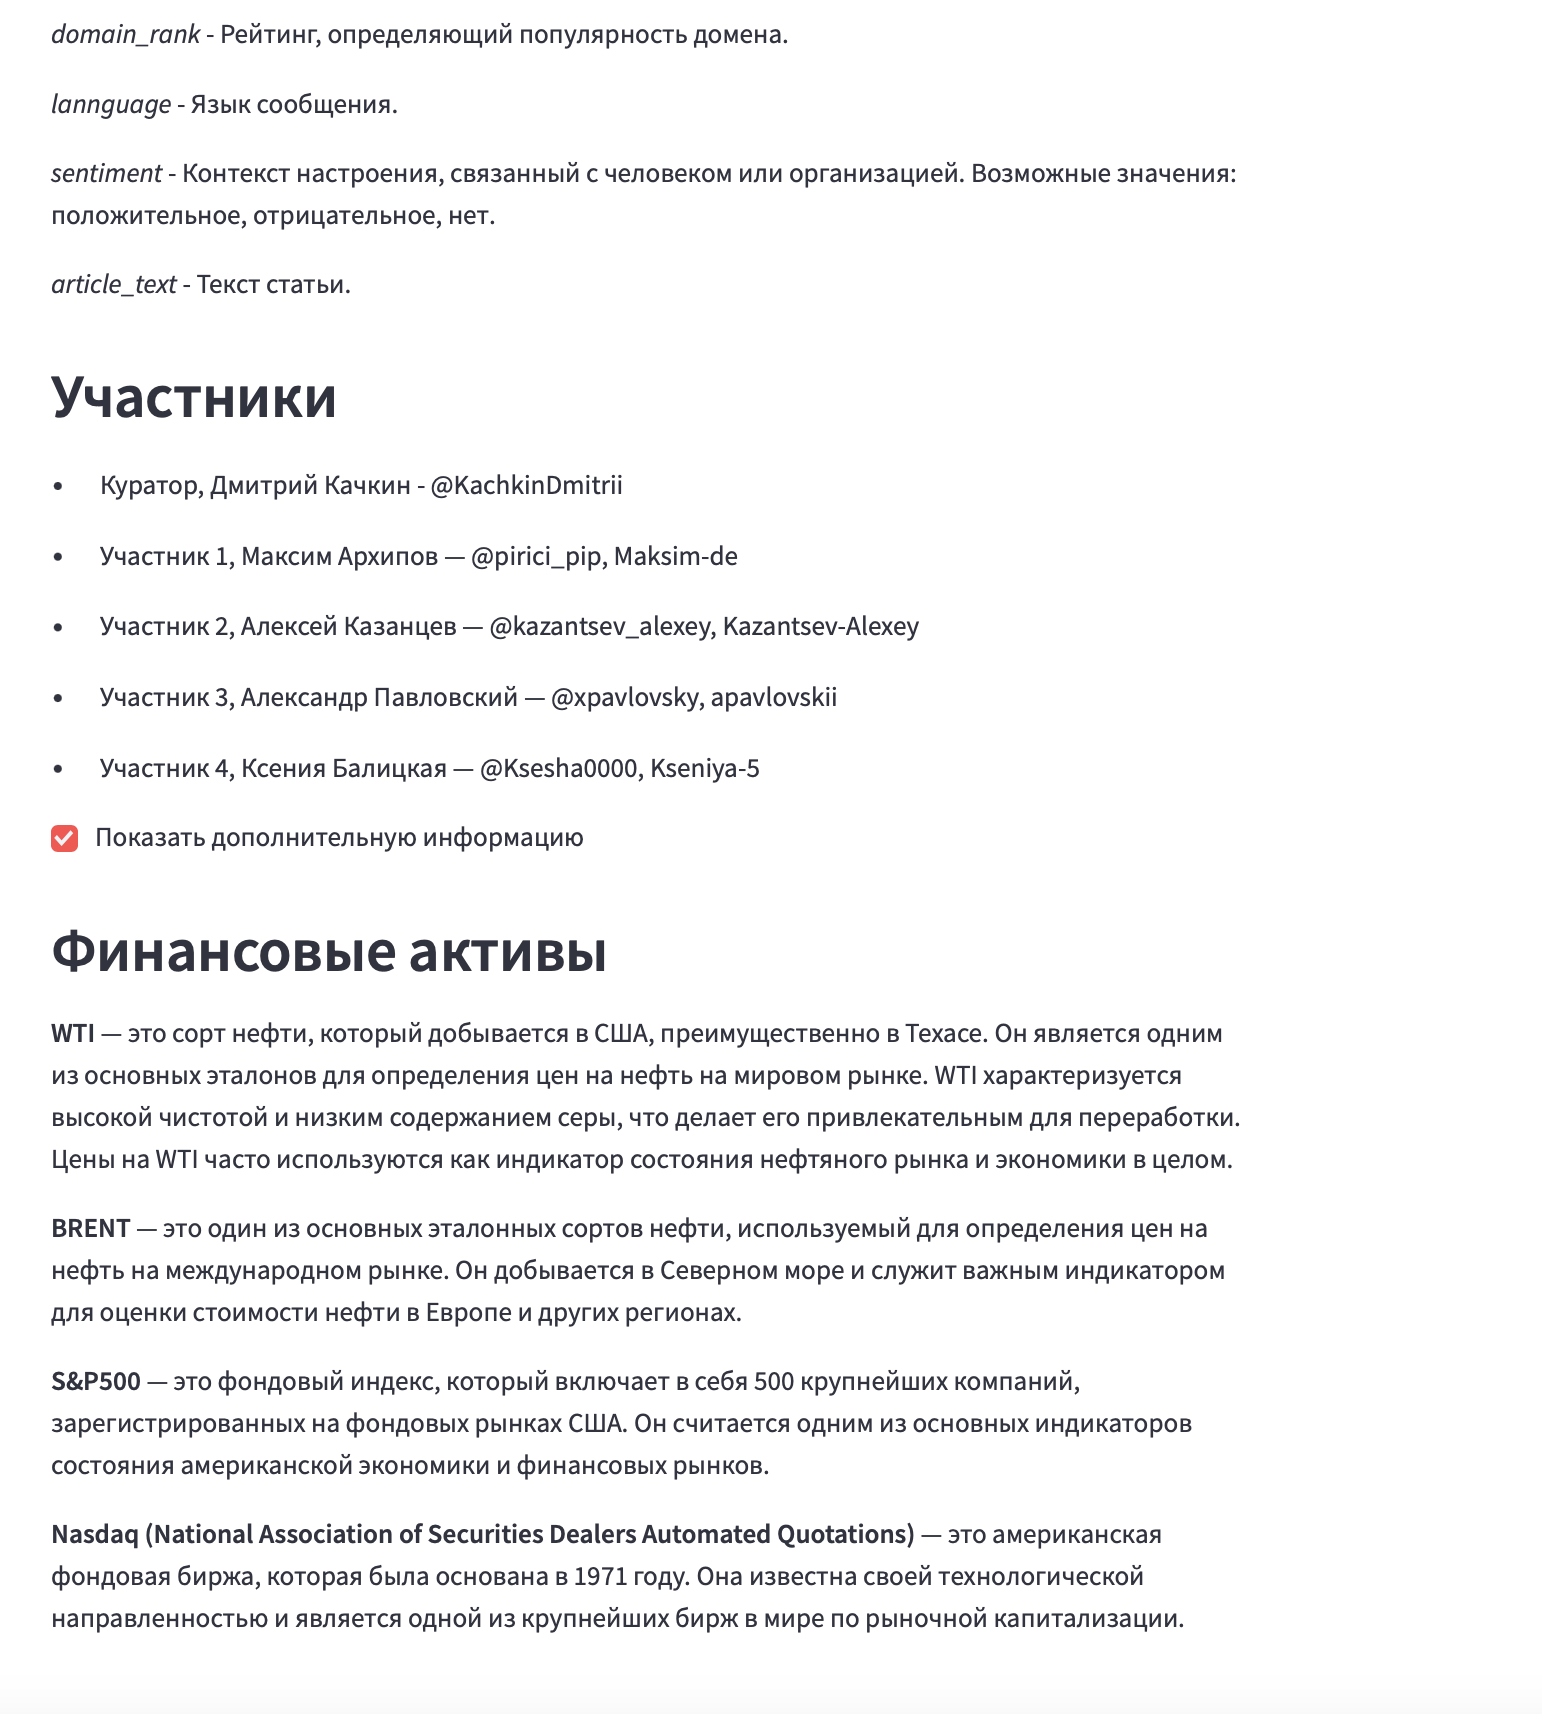 domain_rank - Рейтинг, определяющий популярность домена.
lannguage - Язык сообщения.
sentiment - Контекст настроения, связанный с человеком или организацией. Возможные значения:
положительное, отрицательное, нет.
article_text - Текст статьи.
Участники
• Куратор, Дмитрий Качкин - @KachkinDmitrii
• Участник 1, Максим Архипов — @pirici_pip, Maksim-de
• Участник 2, Алексей Казанцев — @kazantsev_alexey, Kazantsev-Alexey
• Участник 3, Александр Павловский — @xpavlovsky, apavlovskii
• Участник 4, Ксения Балицкая — @Ksesha0000, Kseniya-5
Показать дополнительную информацию
Финансовые активы
WTI — это сорт нефти, который добывается в США, преимущественно в Техасе. Он является одним
из основных эталонов для определения цен на нефть на мировом рынке. WTI характеризуется
высокой чистотой и низким содержанием серы, что делает его привлекательным для переработки.
Цены на WTI часто используются как индикатор состояния нефтяного рынка и экономики в целом.
BRENT — это один из основных эталонных сортов нефти, используемый для определения цен на
нефть на международном рынке. Он добывается в Северном море и служит важным индикатором
для оценки стоимости нефти в Европе и других регионах.
S&P500 — это фондовый индекс, который включает в себя 500 крупнейших компаний,
зарегистрированных на фондовых рынках США. Он считается одним из основных индикаторов
состояния американской экономики и финансовых рынков.
Nasdaq (National Association of Securities Dealers Automated Quotations) — это американская
фондовая биржа, которая была основана в 1971 году. Она известна своей технологической
направленностью и является одной из крупнейших бирж в мире по рыночной капитализации.